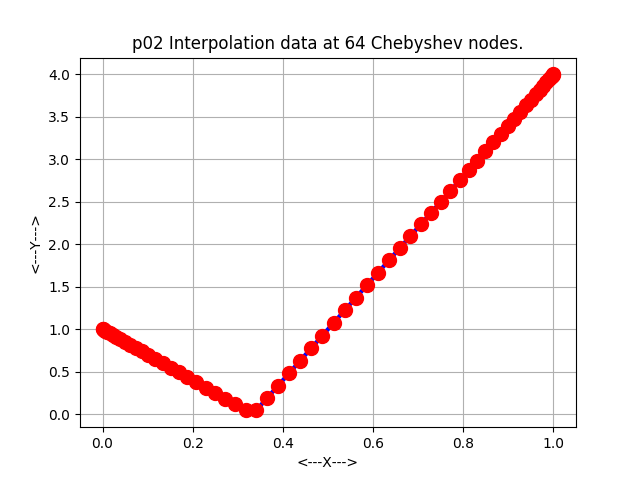 p02 Interpolation data at 64 Chebyshev nodes.
4.0
3.5
3.0
2.5
2.0
1.5
1.0
0.5
0.0
<---Y--->
0.0 0.2 0.4 0.6 0.8 1.0
<---X--->